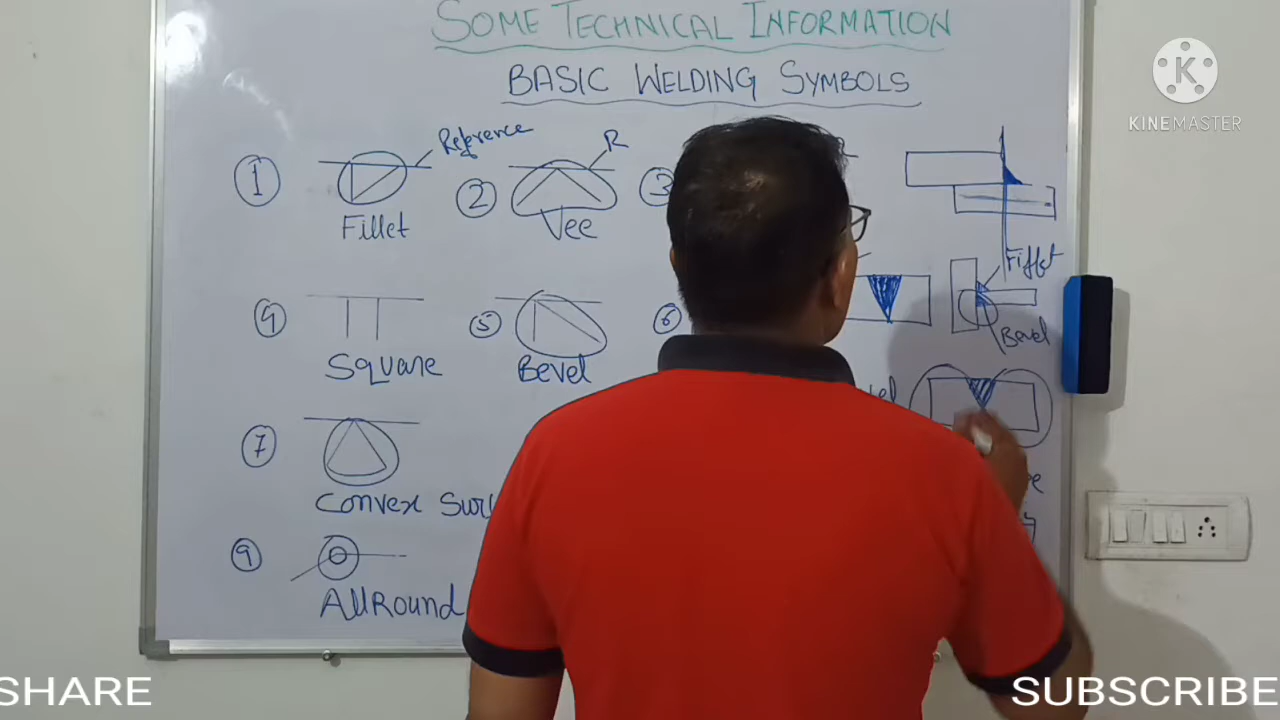 SOME TECHNICAL INFORMATION
BASIC WELDING SYMBOLS
K
KINEMASTER
1
Reference
Fillet
2
R
Vee
3
Fillet
Bevel
4
Square
5
Bevel
6
7
Convex Sur
9
AllRound
SHARE
SUBSCRIBE